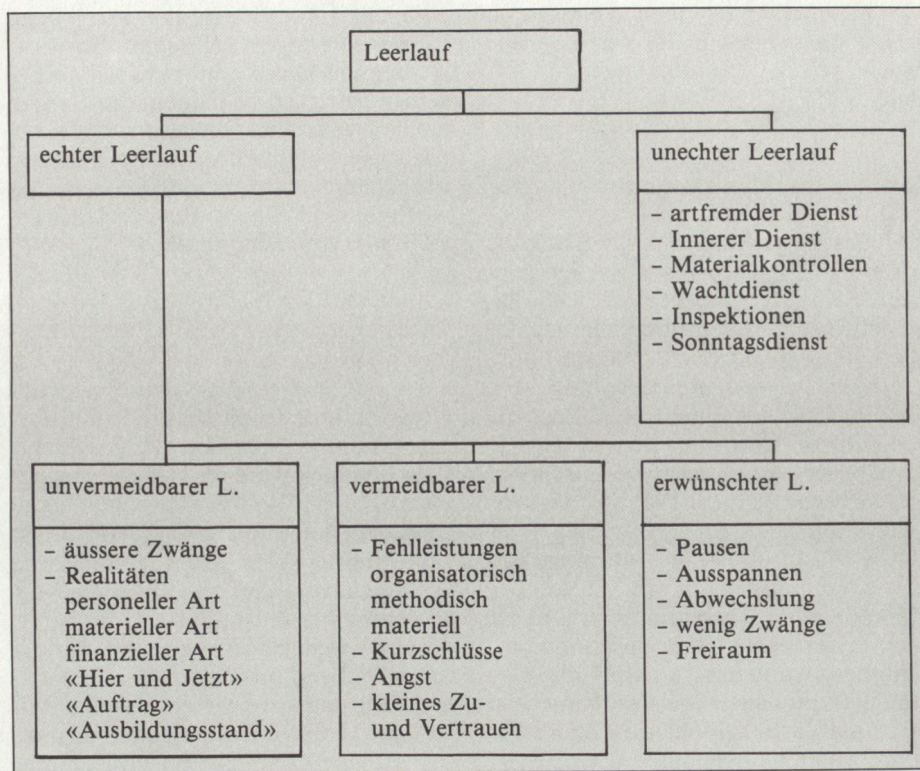 Leerlauf
echter Leerlauf
unechter Leerlauf
– artfremder Dienst
– Innerer Dienst
– Materialkontrollen
– Wachtdienst
– Inspektionen
– Sonntagsdienst
unvermeidbarer L.
– äussere Zwänge
– Realitäten
personeller Art
materieller Art
finanzieller Art
«Hier und Jetzt»
«Auftrag»
«Ausbildungsstand»
vermeidbarer L.
– Fehlleistungen
organisatorisch
methodisch
materiell
– Kurzschlüsse
– Angst
– kleines Zu-
und Vertrauen
erwünschter L.
– Pausen
– Ausspannen
– Abwechslung
– wenig Zwänge
– Freiraum